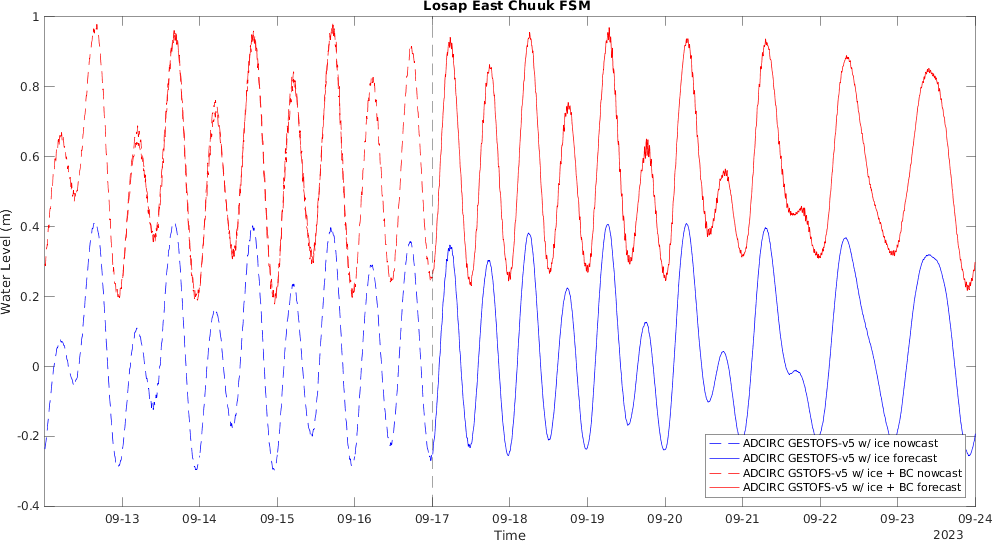 Losap East Chuuk FSM
Water Level (m)
1
0.8
0.6
0.4
0.2
0
-0.2
-0.4
ADCIRC GESTOFS-v5 w/ ice nowcast
ADCIRC GESTOFS-v5 w/ ice forecast
ADCIRC GSTOFS-v5 w/ ice + BC nowcast
ADCIRC GSTOFS-v5 w/ ice + BC forecast
09-13 09-14 09-15 09-16 09-17 09-18 09-19 09-20 09-21 09-22 09-23 09-24
Time 2023